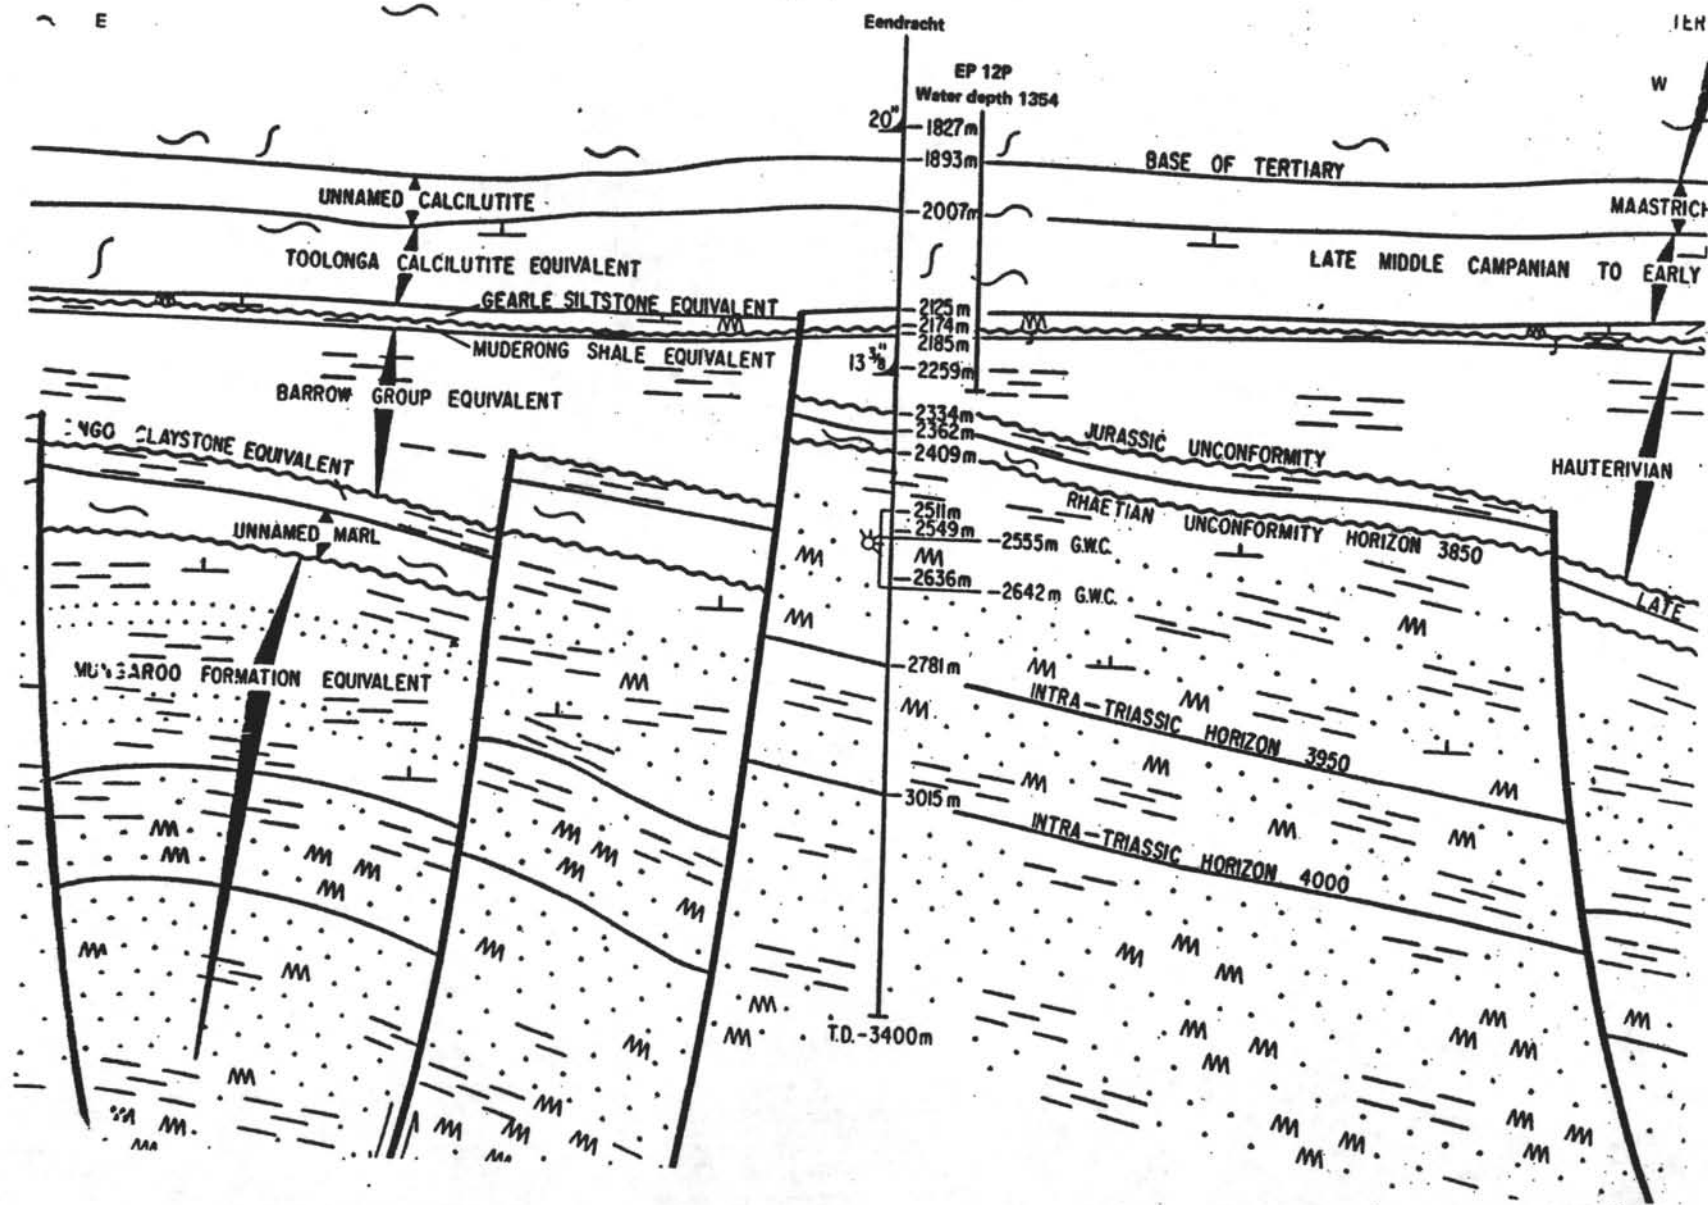 E
Eendracht
EP 12P
Water depth 1354
W
20"
1827m
1893m
BASE OF TERTIARY
UNNAMED CALCILUTITE
2007m
MAASTRICH
TOOLONGA CALCILUTITE EQUIVALENT
LATE MIDDLE CAMPANIAN TO EARLY
GEARLE SILTSTONE EQUIVALENT
2125m
2174m
2185m
MUDERONG SHALE EQUIVALENT
13 3/8"
2259m
BARROW GROUP EQUIVALENT
2334m
2362m
2409m
JURASSIC UNCONFORMITY
NGO CLAYSTONE EQUIVALENT
HAUTERIVIAN
RHAETIAN UNCONFORMITY HORIZON 3850
2511m
2549m
2555m G.W.C.
UNNAMED MARL
2636m
2642m G.W.C.
LATE
2781m
MUNGAROO FORMATION EQUIVALENT
INTRA-TRIASSIC HORIZON 3950
3015m
INTRA-TRIASSIC HORIZON 4000
T.D.-3400m